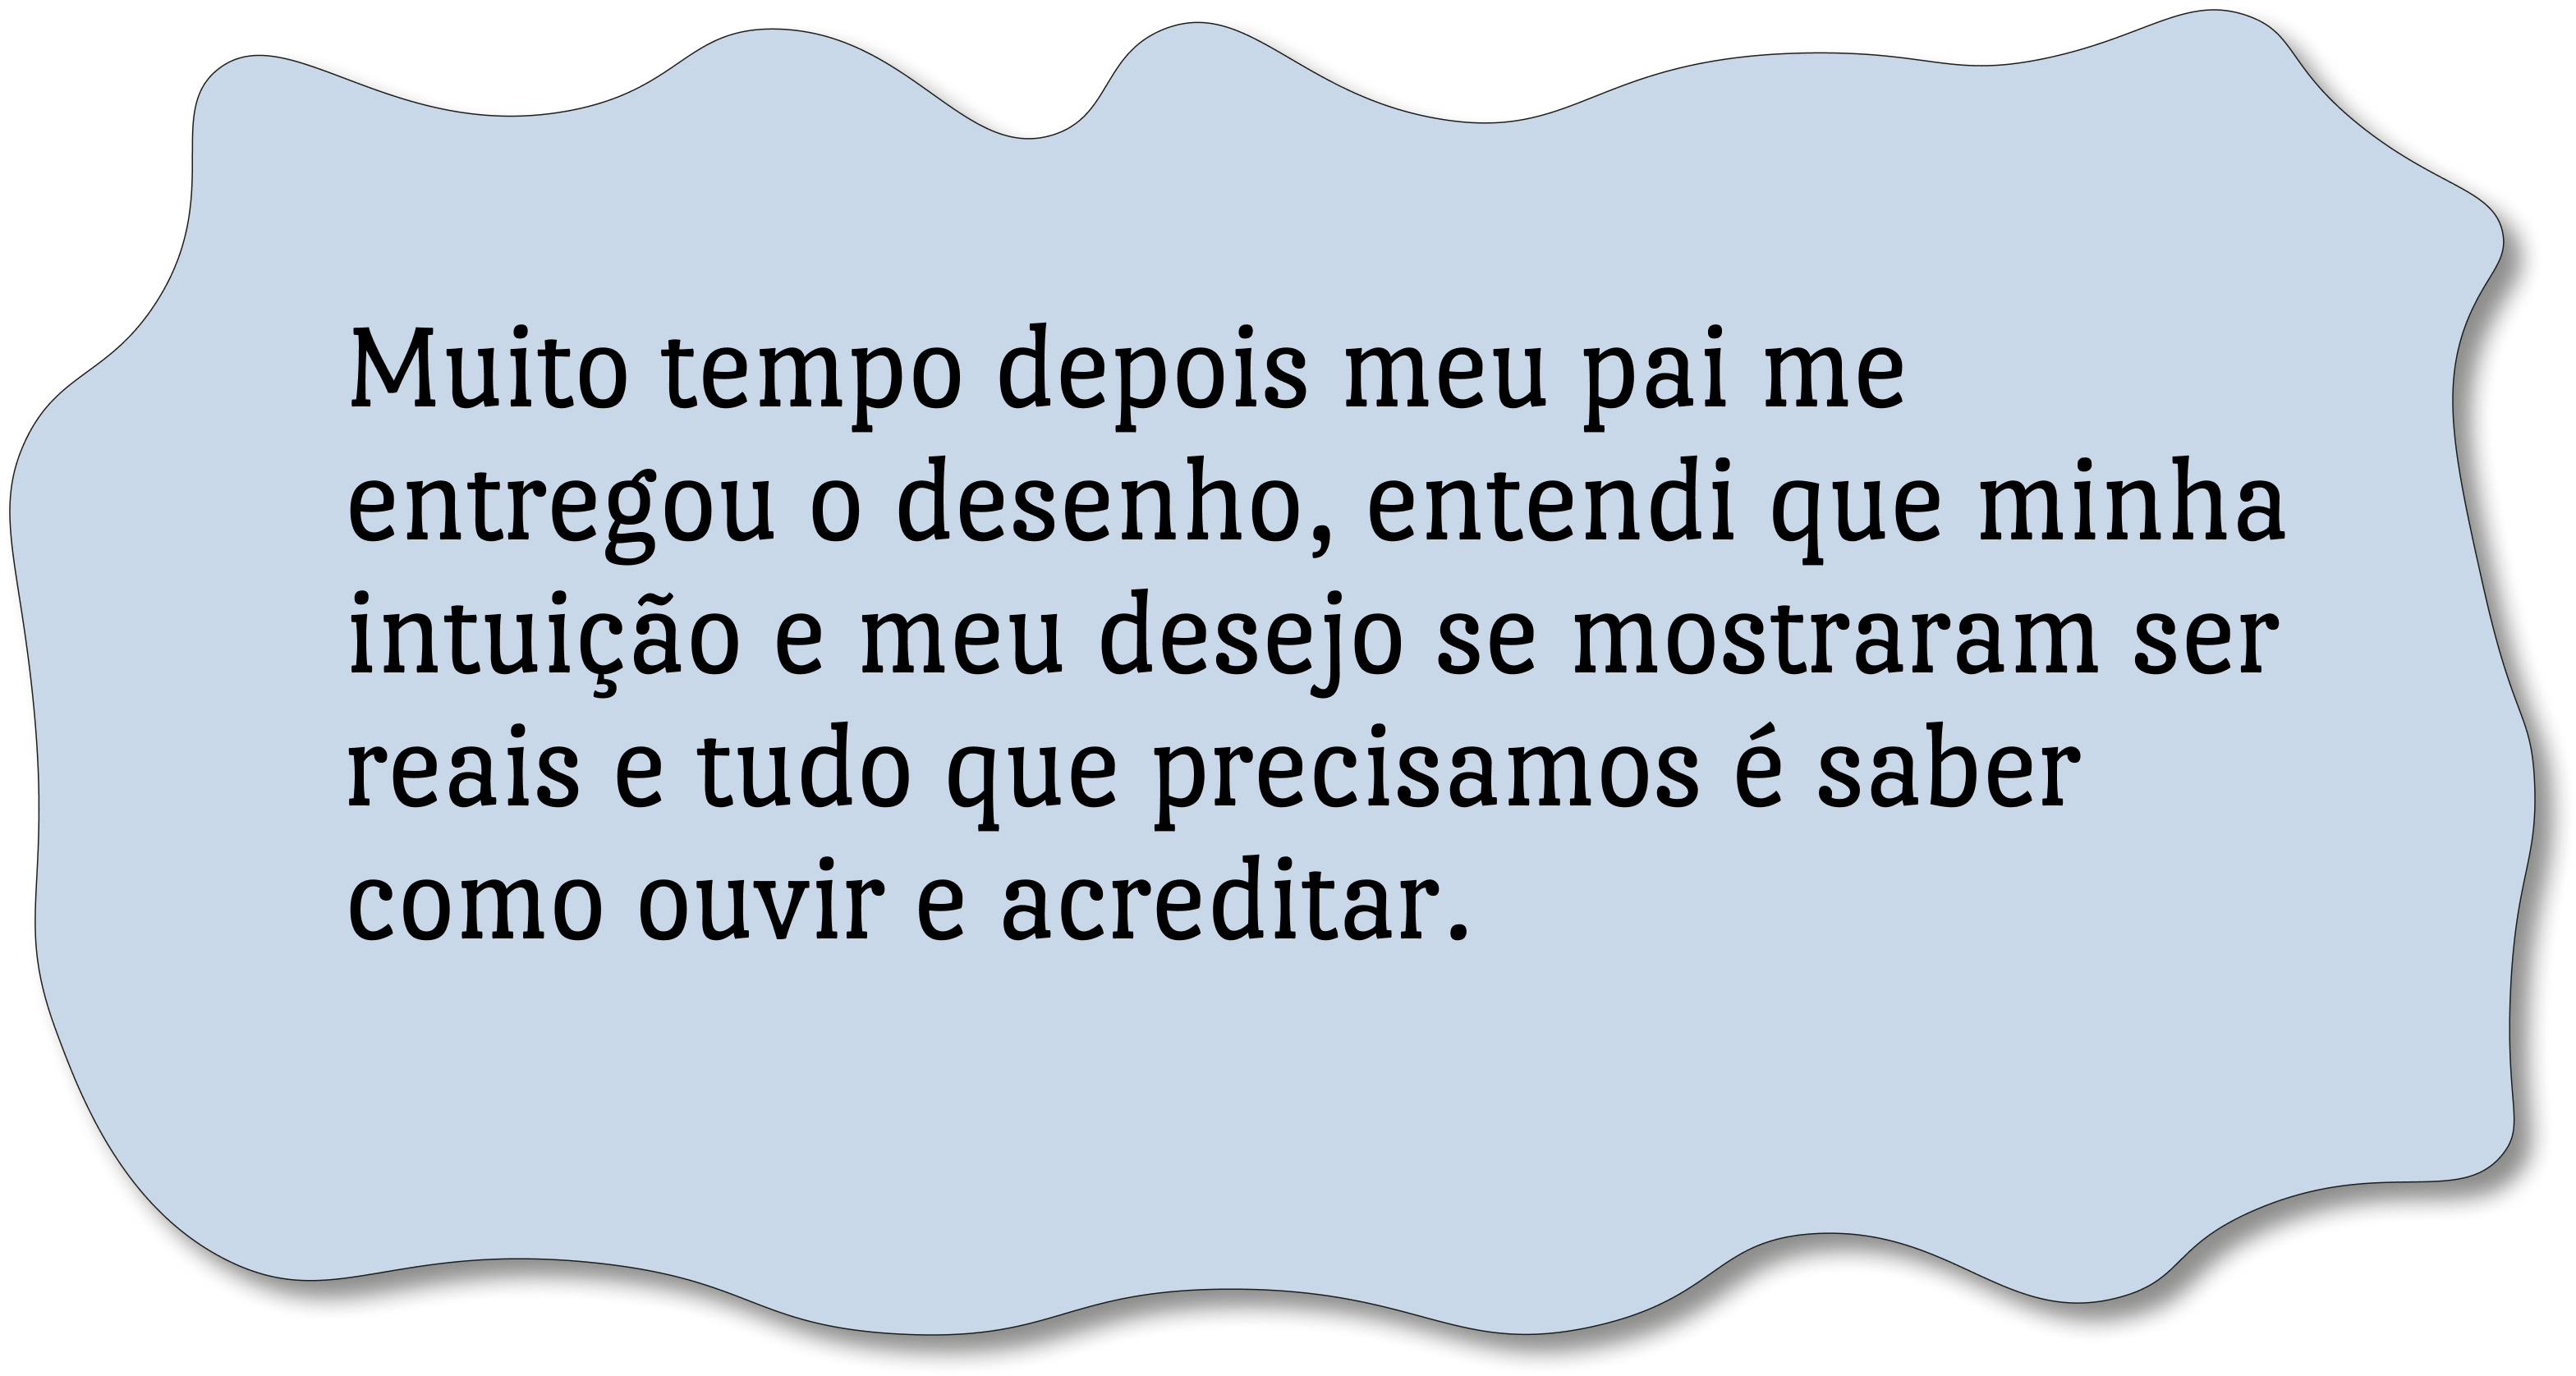 Muito tempo depois meu pai me
entregou o desenho, entendi que minha
intuição e meu desejo se mostraram ser
reais e tudo que precisamos é saber
como ouvir e acreditar.